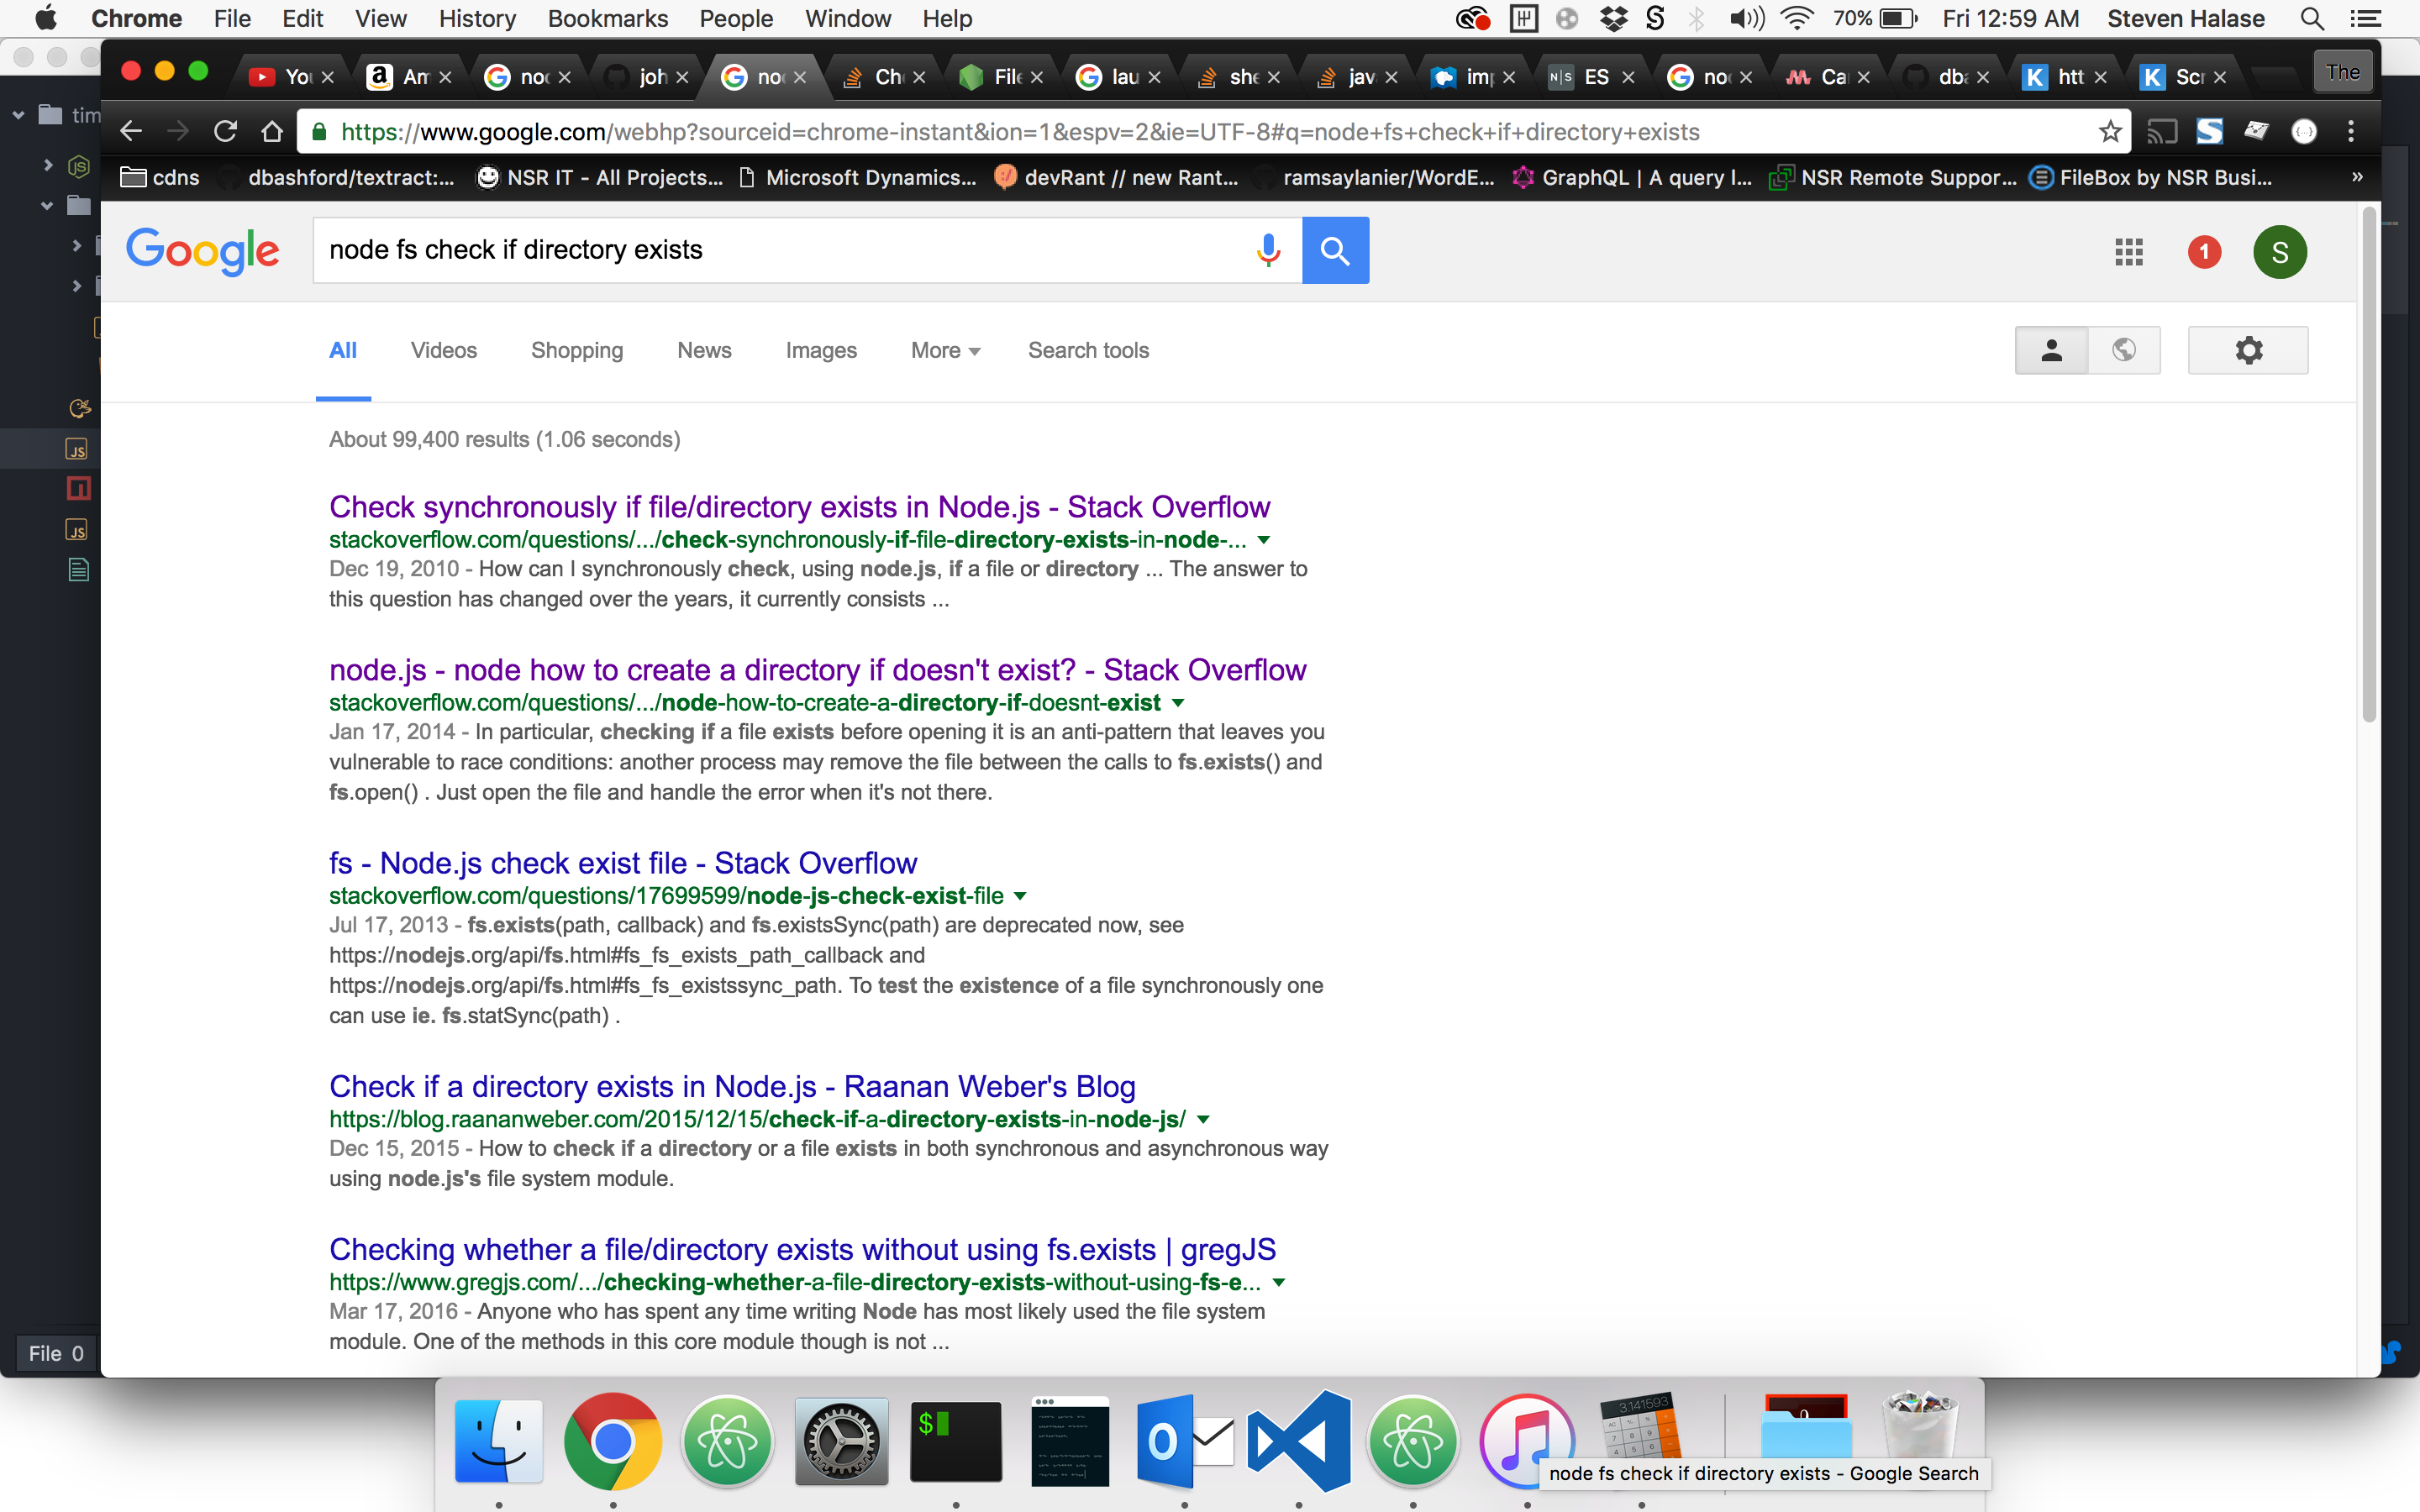 Chrome File Edit View History Bookmarks People Window Help 70% Fri 12:59 AM Steven Halase
You Am noc joh noc Che File lau she java imp N|S ES noc Ca dba htt Scr The
https://www.google.com/webhp?sourceid=chrome-instant&ion=1&espv=2&ie=UTF-8#q=node+fs+check+if+directory+exists
cdns dbashford/textract:... NSR IT - All Projects... Microsoft Dynamics... devRant // new Rant... ramsaylanier/WordE... GraphQL | A query l... NSR Remote Suppor... FileBox by NSR Busi... »
tim
Google node fs check if directory exists 1 S
All Videos Shopping News Images More Search tools
About 99,400 results (1.06 seconds)
Check synchronously if file/directory exists in Node.js - Stack Overflow
stackoverflow.com/questions/.../check-synchronously-if-file-directory-exists-in-node-...
Dec 19, 2010 - How can I synchronously check, using node.js, if a file or directory ... The answer to
this question has changed over the years, it currently consists ...
node.js - node how to create a directory if doesn't exist? - Stack Overflow
stackoverflow.com/questions/.../node-how-to-create-a-directory-if-doesnt-exist
Jan 17, 2014 - In particular, checking if a file exists before opening it is an anti-pattern that leaves you
vulnerable to race conditions: another process may remove the file between the calls to fs.exists() and
fs.open() . Just open the file and handle the error when it's not there.
fs - Node.js check exist file - Stack Overflow
stackoverflow.com/questions/17699599/node-js-check-exist-file
Jul 17, 2013 - fs.exists(path, callback) and fs.existsSync(path) are deprecated now, see
https://nodejs.org/api/fs.html#fs_fs_exists_path_callback and
https://nodejs.org/api/fs.html#fs_fs_existssync_path. To test the existence of a file synchronously one
can use ie. fs.statSync(path) .
Check if a directory exists in Node.js - Raanan Weber's Blog
https://blog.raananweber.com/2015/12/15/check-if-a-directory-exists-in-node-js/
Dec 15, 2015 - How to check if a directory or a file exists in both synchronous and asynchronous way
using node.js's file system module.
Checking whether a file/directory exists without using fs.exists | gregJS
https://www.gregjs.com/.../checking-whether-a-file-directory-exists-without-using-fs-e...
Mar 17, 2016 - Anyone who has spent any time writing Node has most likely used the file system
module. One of the methods in this core module though is not ...
File 0
3.141593
node fs check if directory exists - Google Search